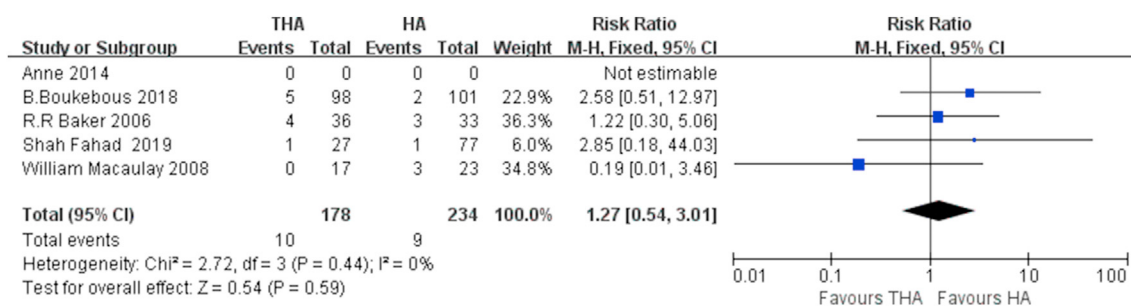 THA HA Risk Ratio Risk Ratio
Study or Subgroup Events Total Events Total Weight M-H, Fixed, 95% CI M-H, Fixed, 95% CI
Anne 2014 0 0 0 0 Not estimable
B.Boukebous 2018 5 98 2 101 22.9% 2.58 [0.51, 12.97]
R.R Baker 2006 4 36 3 33 36.3% 1.22 [0.30, 5.06]
Shah Fahad 2019 1 27 1 77 6.0% 2.85 [0.18, 44.03]
William Macaulay 2008 0 17 3 23 34.8% 0.19 [0.01, 3.46]
Total (95% CI) 178 234 100.0% 1.27 [0.54, 3.01]
Total events 10 9
Heterogeneity: Chi² = 2.72, df = 3 (P = 0.44); I² = 0%
Test for overall effect: Z = 0.54 (P = 0.59)
0.01 0.1 1 10 100
Favours THA Favours HA